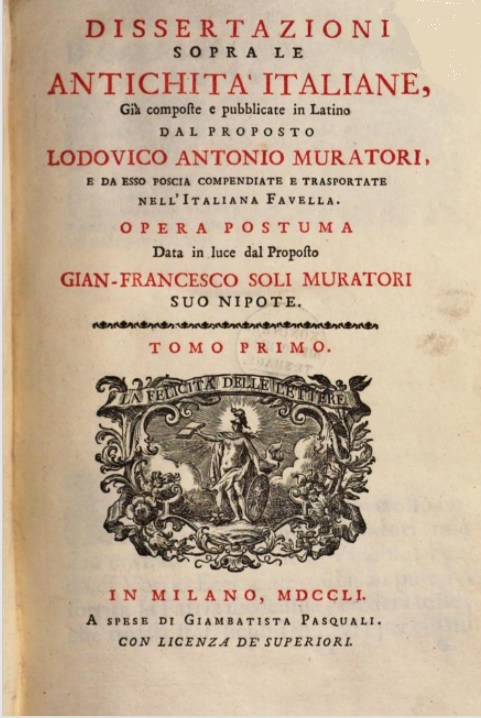 DISSERTAZIONI
SOPRA LE
ANTICHITA' ITALIANE,
Già composte e pubblicate in Latino
DAL PROPOSTO
LODOVICO ANTONIO MURATORI,
E DA ESSO POSCIA COMPENDIATE E TRASPORTATE
NELL'ITALIANA FAVELLA.
OPERA POSTUMA
Data in luce dal Proposto
GIAN-FRANCESCO SOLI MURATORI
SUO NIPOTE.
TOMO PRIMO.
LA FELICITA' DELLE LETTERE
IN MILANO, MDCCLI.
A SPESE DI GIAMBATISTA PASQUALI.
CON LICENZA DE' SUPERIORI.